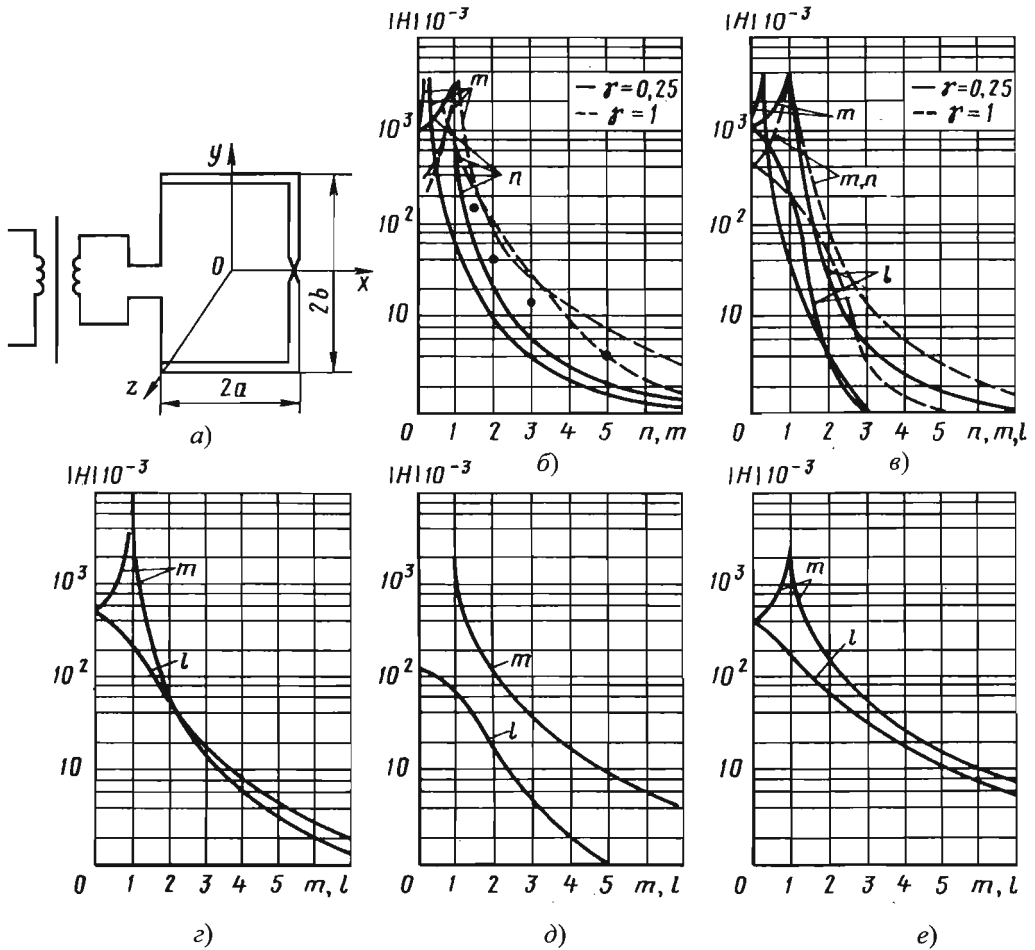 y
0
x
z
2a
2b
а)
|H|10⁻³
10³
10²
10
m
n
γ=0,25
γ=1
0 1 2 3 4 5 n, m
б)
|H|10⁻³
10³
10²
10
m
m,n
l
γ=0,25
γ=1
0 1 2 3 4 5 n, m, l
в)
|H|10⁻³
10³
10²
10
m
l
0 1 2 3 4 5 m, l
г)
|H|10⁻³
10³
10²
10
m
l
0 1 2 3 4 5 m, l
д)
|H|10⁻³
10³
10²
10
m
l
0 1 2 3 4 5 m, l
е)